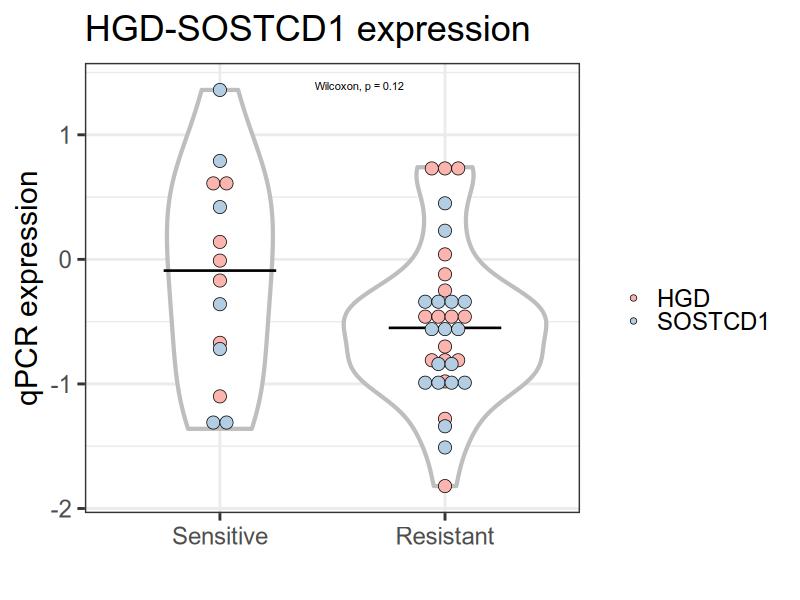 HGD-SOSTCD1 expression
Wilcoxon, p = 0.12
qPCR expression
1
0
-1
-2
Sensitive
Resistant
HGD
SOSTCD1